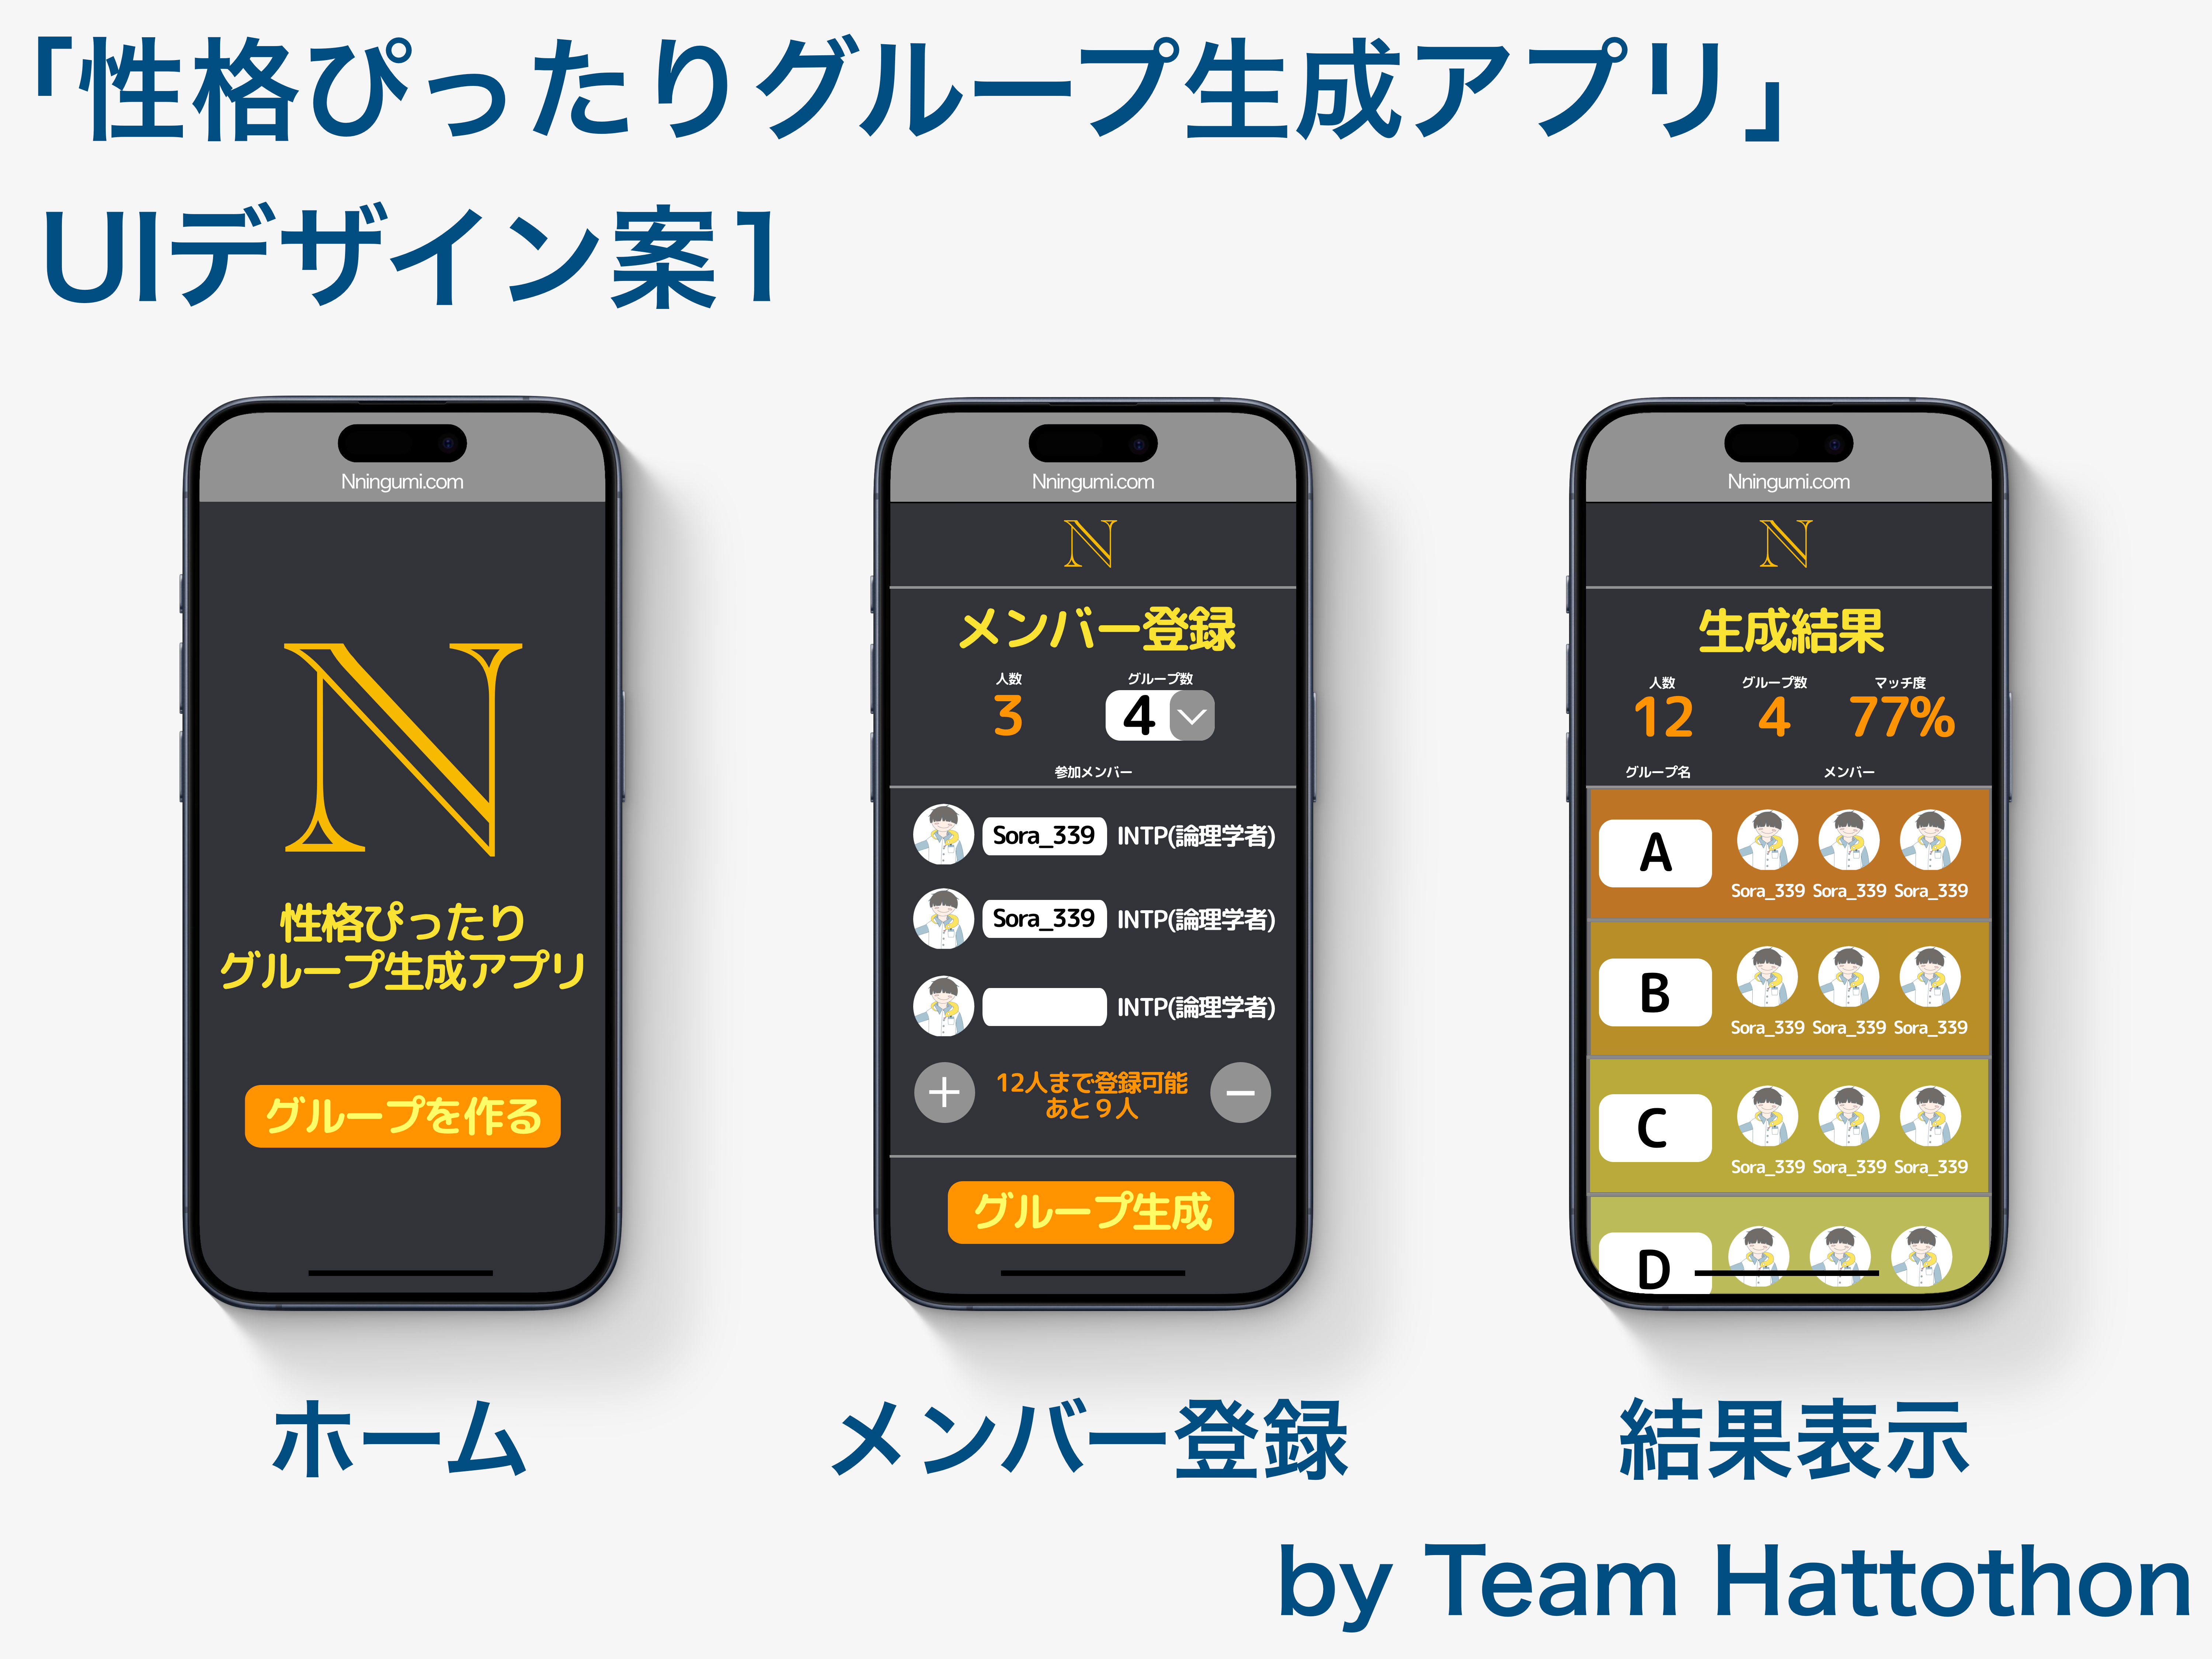 「性格ぴったりグループ生成アプリ」
UIデザイン案1
Nningumi.com
N
性格ぴったり
グループ生成アプリ
グループを作る
ホーム
Nningumi.com
N
メンバー登録
人数 グループ数
3 4
参加メンバー
Sora_339 INTP(論理学者)
Sora_339 INTP(論理学者)
INTP(論理学者)
+ 12人まで登録可能 −
あと9人
グループ生成
メンバー登録
Nningumi.com
N
生成結果
人数 グループ数 マッチ度
12 4 77%
グループ名 メンバー
A
Sora_339 Sora_339 Sora_339
B
Sora_339 Sora_339 Sora_339
C
Sora_339 Sora_339 Sora_339
D
結果表示
by Team Hattothon